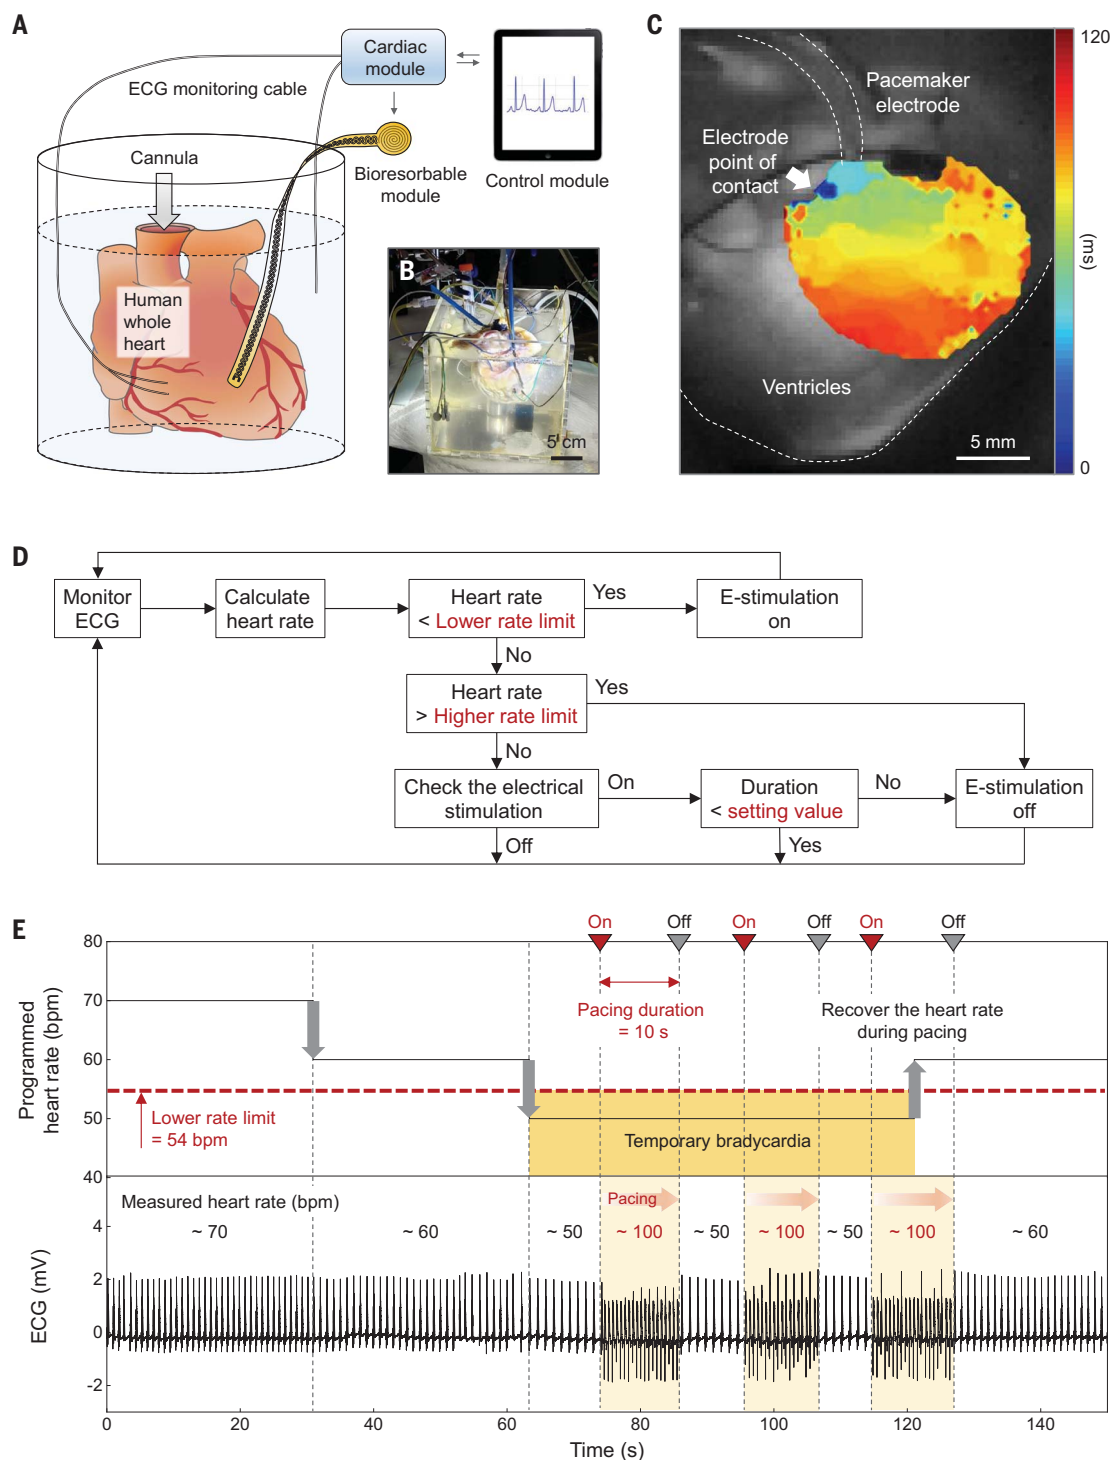 A
Cardiac
module
ECG monitoring cable
Cannula
Bioresorbable
module
Control module
Human
whole
heart
B
5 cm
C
120
Pacemaker
electrode
Electrode
point of
contact
(ms)
Ventricles
5 mm
0
D
Monitor
ECG
Calculate
heart rate
Heart rate
< Lower rate limit
Yes
E-stimulation
on
No
Heart rate
> Higher rate limit
Yes
No
Check the electrical
stimulation
On
Duration
< setting value
No
E-stimulation
off
Off
Yes
E
On
Off
On
Off
On
Off
80
70
60
50
40
Programmed
heart rate (bpm)
Pacing duration
= 10 s
Recover the heart rate
during pacing
Lower rate limit
= 54 bpm
Temporary bradycardia
Measured heart rate (bpm)
Pacing
~ 70
~ 60
~ 50
~ 100
~ 50
~ 100
~ 50
~ 100
~ 60
4
2
0
-2
ECG (mV)
0
20
40
60
80
100
120
140
Time (s)